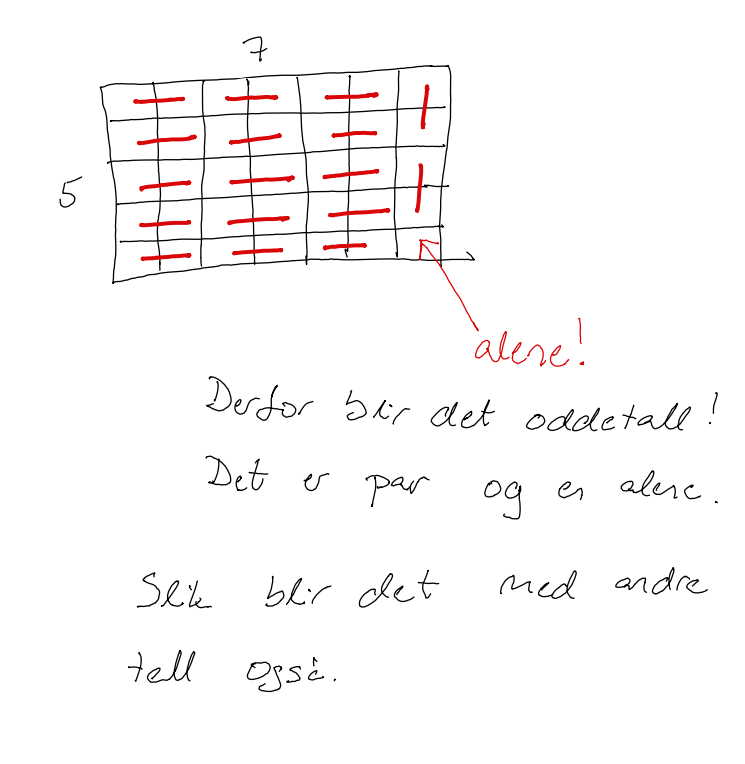 7
5
alene!
Derfor blir det oddetall!
Det er par og en alene.
Slik blir det med andre
tall også.